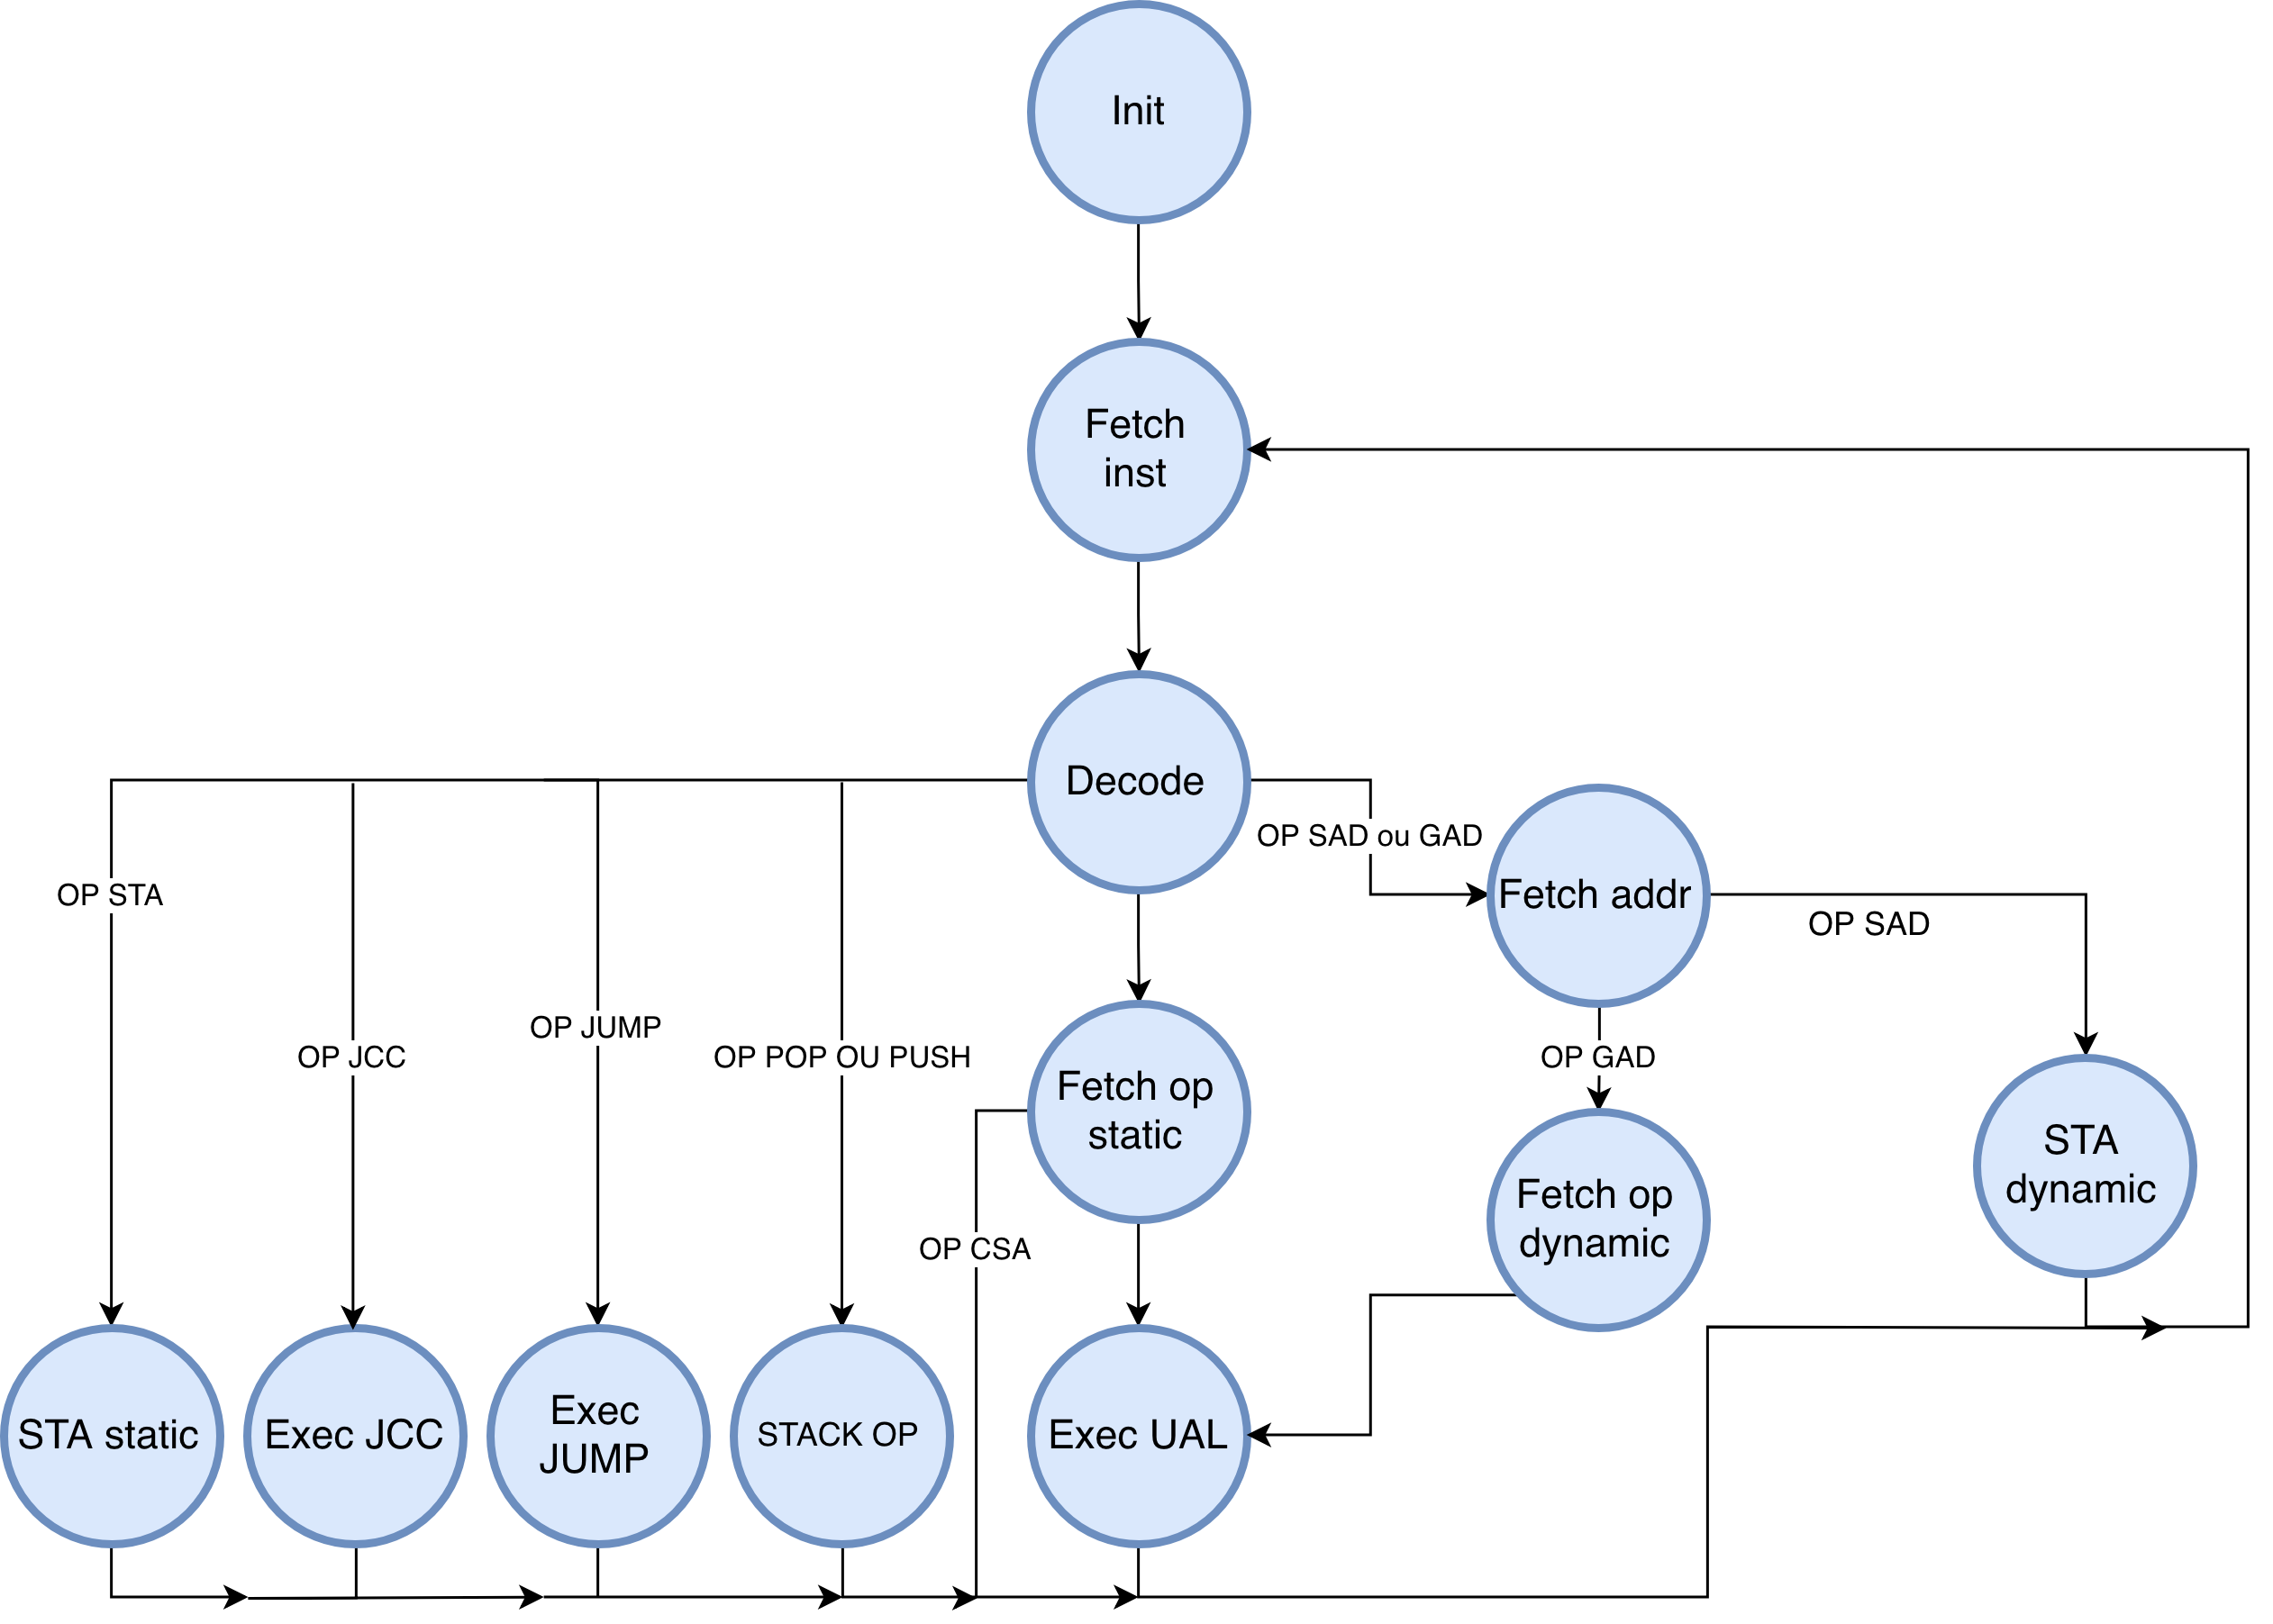 Init
Fetch
inst
Decode
OP SAD ou GAD
OP STA
Fetch addr
OP SAD
OP JUMP
OP JCC
OP POP OU PUSH
OP GAD
Fetch op
static
STA
dynamic
Fetch op
dynamic
OP CSA
STA static
Exec JCC
Exec
JUMP
STACK OP
Exec UAL